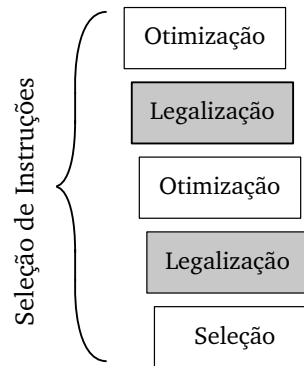 Seleção de Instruções
Otimização
Legalização
Otimização
Legalização
Seleção